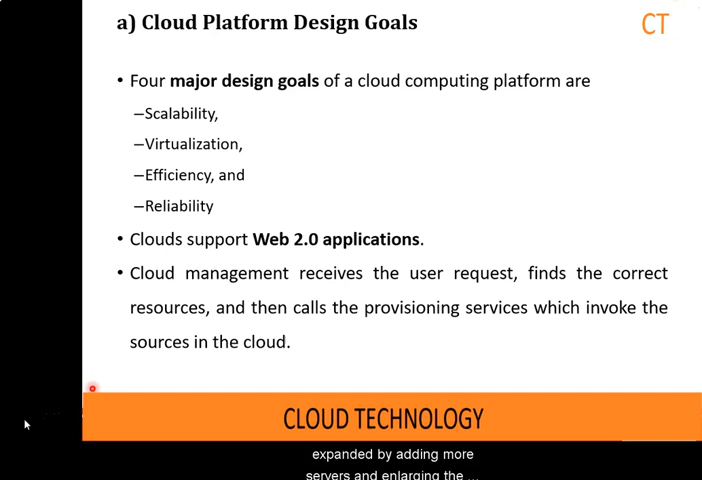 a) Cloud Platform Design Goals
CT
• Four major design goals of a cloud computing platform are
–Scalability,
–Virtualization,
–Efficiency, and
–Reliability
• Clouds support Web 2.0 applications.
• Cloud management receives the user request, finds the correct
resources, and then calls the provisioning services which invoke the
sources in the cloud.
CLOUD TECHNOLOGY
expanded by adding more
servers and enlarging the ...